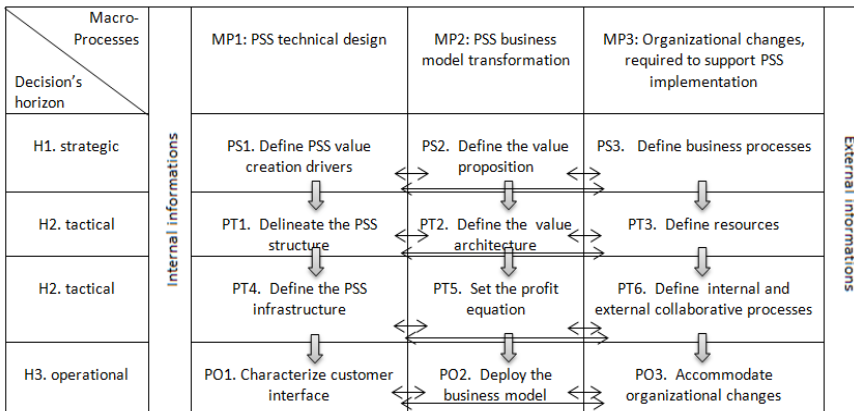 Macro-
Processes
Decision's
horizon
Internal informations
MP1: PSS technical design
MP2: PSS business
model transformation
MP3: Organizational changes,
required to support PSS
implementation
External informations
H1. strategic
PS1. Define PSS value
creation drivers
PS2. Define the value
proposition
PS3. Define business processes
H2. tactical
PT1. Delineate the PSS
structure
PT2. Define the value
architecture
PT3. Define resources
H2. tactical
PT4. Define the PSS
infrastructure
PT5. Set the profit
equation
PT6. Define internal and
external collaborative processes
H3. operational
PO1. Characterize customer
interface
PO2. Deploy the
business model
PO3. Accommodate
organizational changes